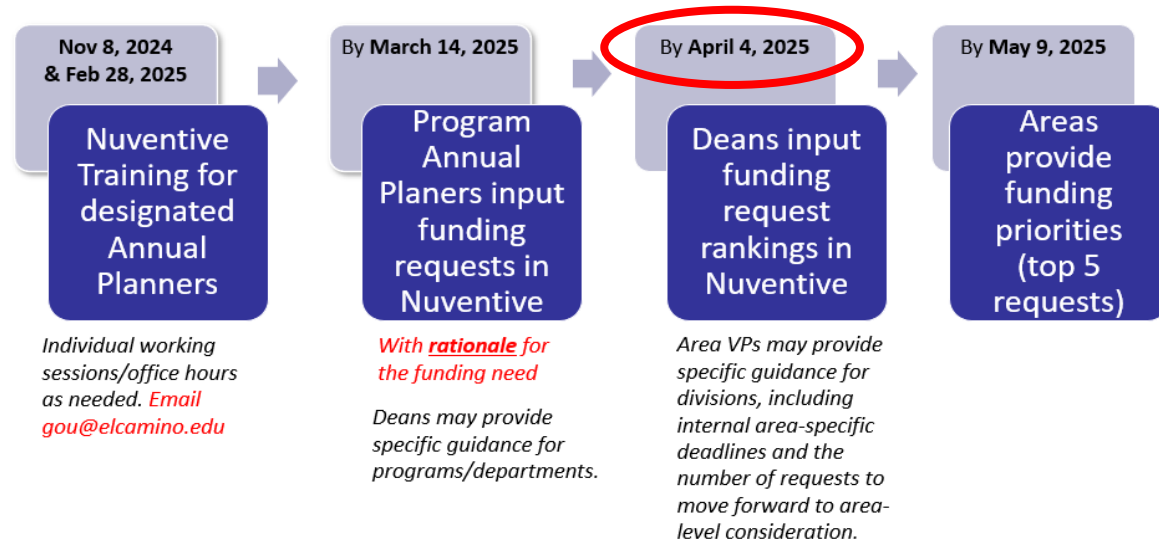 Nov 8, 2024
& Feb 28, 2025
Nuventive
Training for
designated
Annual
Planners
Individual working
sessions/office hours
as needed. Email
gou@elcamino.edu
By March 14, 2025
Program
Annual
Planers input
funding
requests in
Nuventive
With rationale for
the funding need
Deans may provide
specific guidance for
programs/departments.
By April 4, 2025
Deans input
funding
request
rankings in
Nuventive
Area VPs may provide
specific guidance for
divisions, including
internal area-specific
deadlines and the
number of requests to
move forward to area-
level consideration.
By May 9, 2025
Areas
provide
funding
priorities
(top 5
requests)